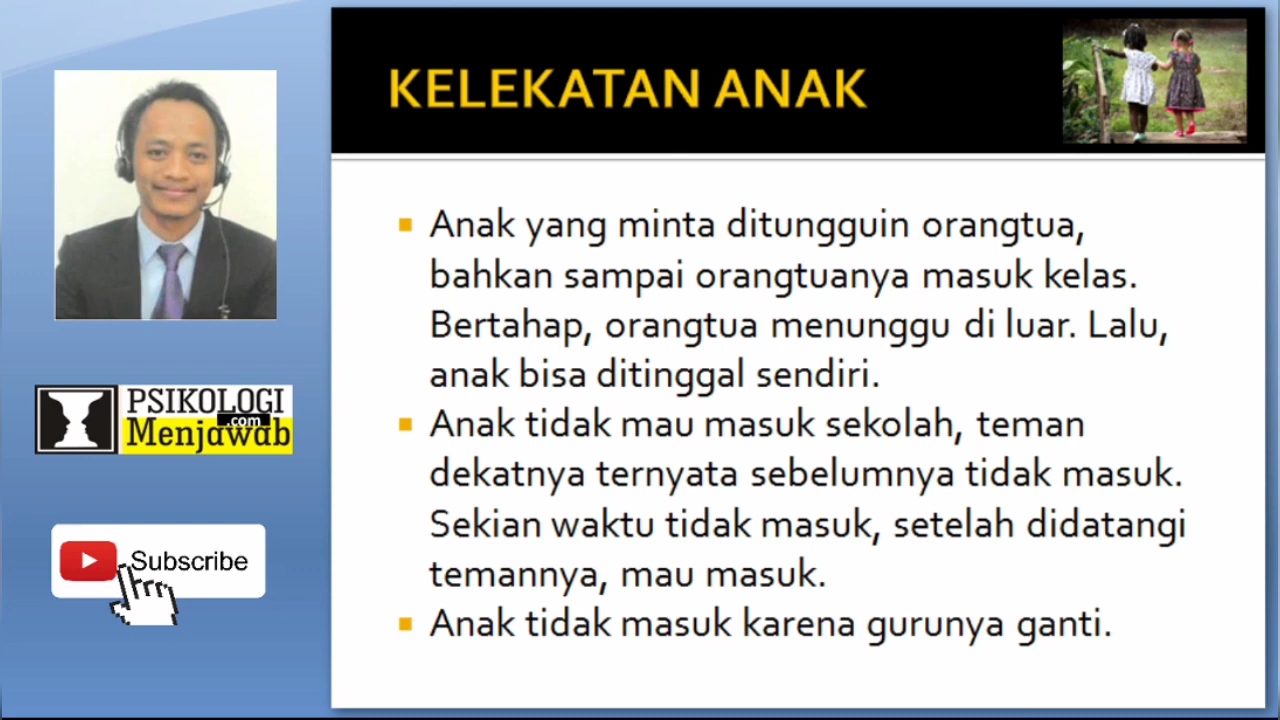 KELEKATAN ANAK
Anak yang minta ditungguin orangtua,
bahkan sampai orangtuanya masuk kelas.
Bertahap, orangtua menunggu di luar. Lalu,
anak bisa ditinggal sendiri.
Anak tidak mau masuk sekolah, teman
dekatnya ternyata sebelumnya tidak masuk.
Sekian waktu tidak masuk, setelah didatangi
temannya, mau masuk.
Anak tidak masuk karena gurunya ganti.
PSIKOLOGI
.com
Menjawab
Subscribe